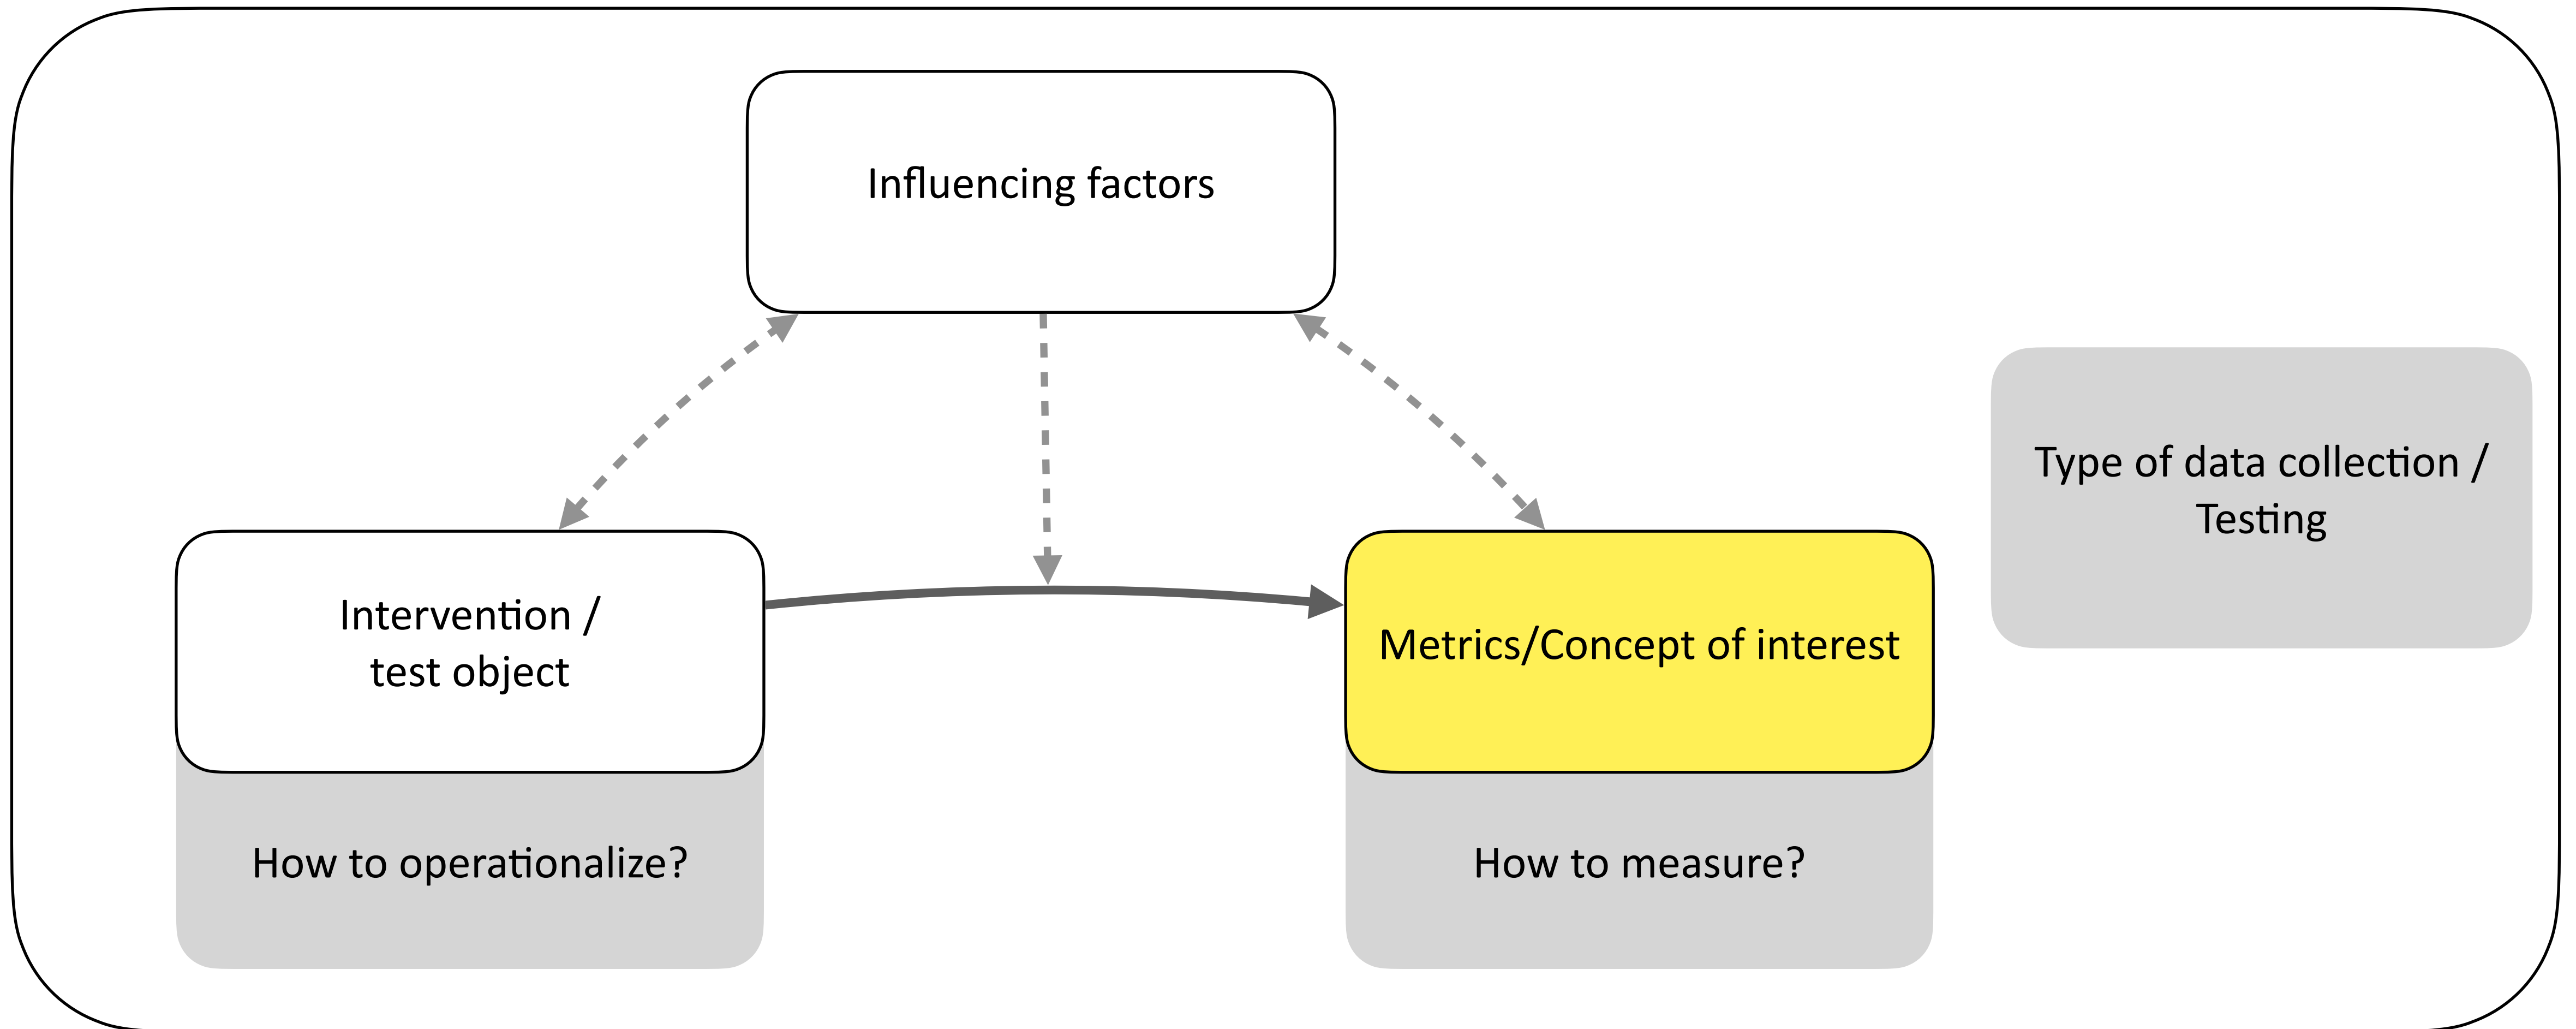 Influencing factors
Type of data collection /
Testing
Intervention /
test object
Metrics/Concept of interest
How to operationalize?
How to measure?